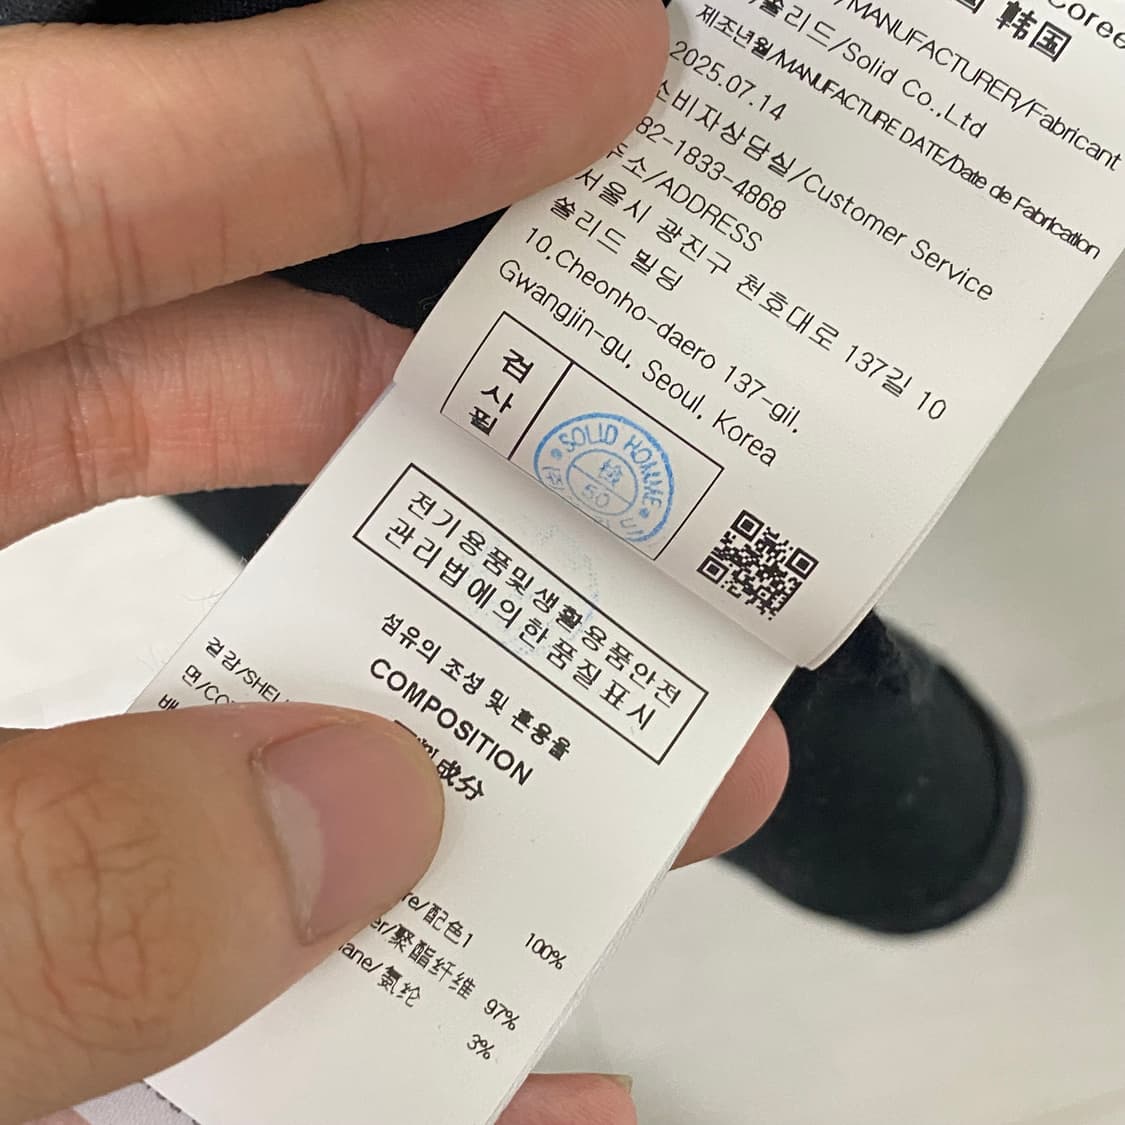 Coree
韩国
/MANUFACTURER/Fabricant
쏠리드/Solid Co.,Ltd
제조년월/MANUFACTURE DATE/Date de Fabrication
2025.07.14
소비자상담실/Customer Service
82-1833-4868
주소/ADDRESS
서울시 광진구 천호대로 137길 10
쏠리드 빌딩
10,Cheonho-daero 137-gil,
Gwangjin-gu, Seoul, Korea
검사필
SOLID HOMME
檢
50
전기용품및생활용품안전
관리법에의한품질표시
섬유의 조성 및 혼용율
COMPOSITION
成分
겉감/SHEL
면/CO
배
re/配色1
100%
er/聚酯纤维 97%
ane/氨纶 3%